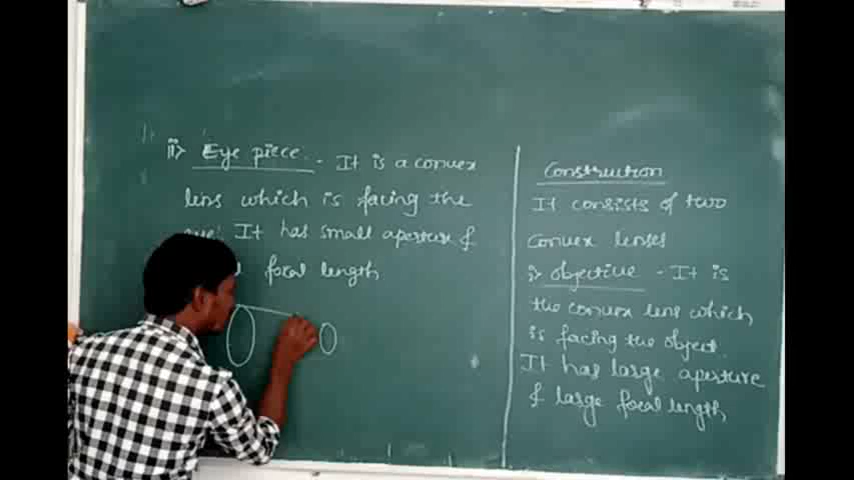 ii) Eye piece - It is a convex
lens which is facing the
eye. It has small aperture &
focal length
Construction
It consists of two
convex lenses
i) objective - It is
the convex lens which
is facing the object.
It has large aperture
& large focal length